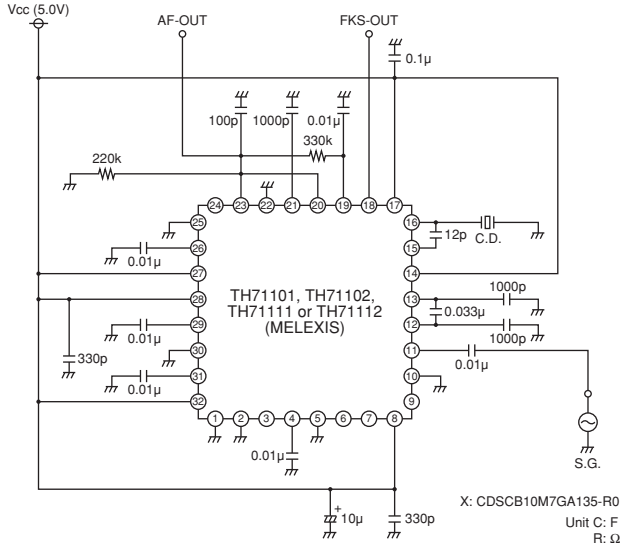 Vcc (5.0V)
AF-OUT
FKS-OUT
0.1µ
100p
1000p
0.01µ
330k
220k
24
23
22
21
20
19
18
17
25
16
12p
C.D.
26
15
0.01µ
27
14
TH71101, TH71102,
TH71111 or TH71112
(MELEXIS)
28
13
1000p
0.033µ
29
12
0.01µ
1000p
330p
30
11
0.01µ
31
10
0.01µ
32
9
1
2
3
4
5
6
7
8
0.01µ
S.G.
+
10µ
330p
X: CDSCB10M7GA135-R0
Unit C: F
R: Ω